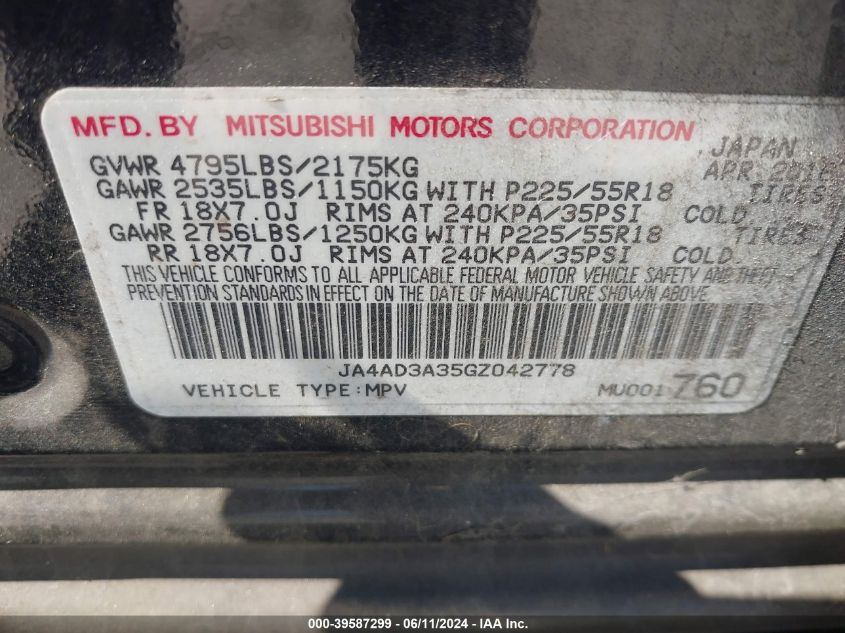 MFD. BY MITSUBISHI MOTORS CORPORATION
JAPAN
GVWR 4795LBS/2175KG APR. 2016
GAWR 2535LBS/1150KG WITH P225/55R18 TIRES
FR 18X7.0J RIMS AT 240KPA/35PSI COLD
GAWR 2756LBS/1250KG WITH P225/55R18 TIRES
RR 18X7.0J RIMS AT 240KPA/35PSI COLD
THIS VEHICLE CONFORMS TO ALL APPLICABLE FEDERAL MOTOR VEHICLE SAFETY AND THEFT
PREVENTION STANDARDS IN EFFECT ON THE DATE OF MANUFACTURE SHOWN ABOVE.
JA4AD3A35GZ042778
VEHICLE TYPE:MPV MU001760
000-39587299 - 06/11/2024 - IAA Inc.